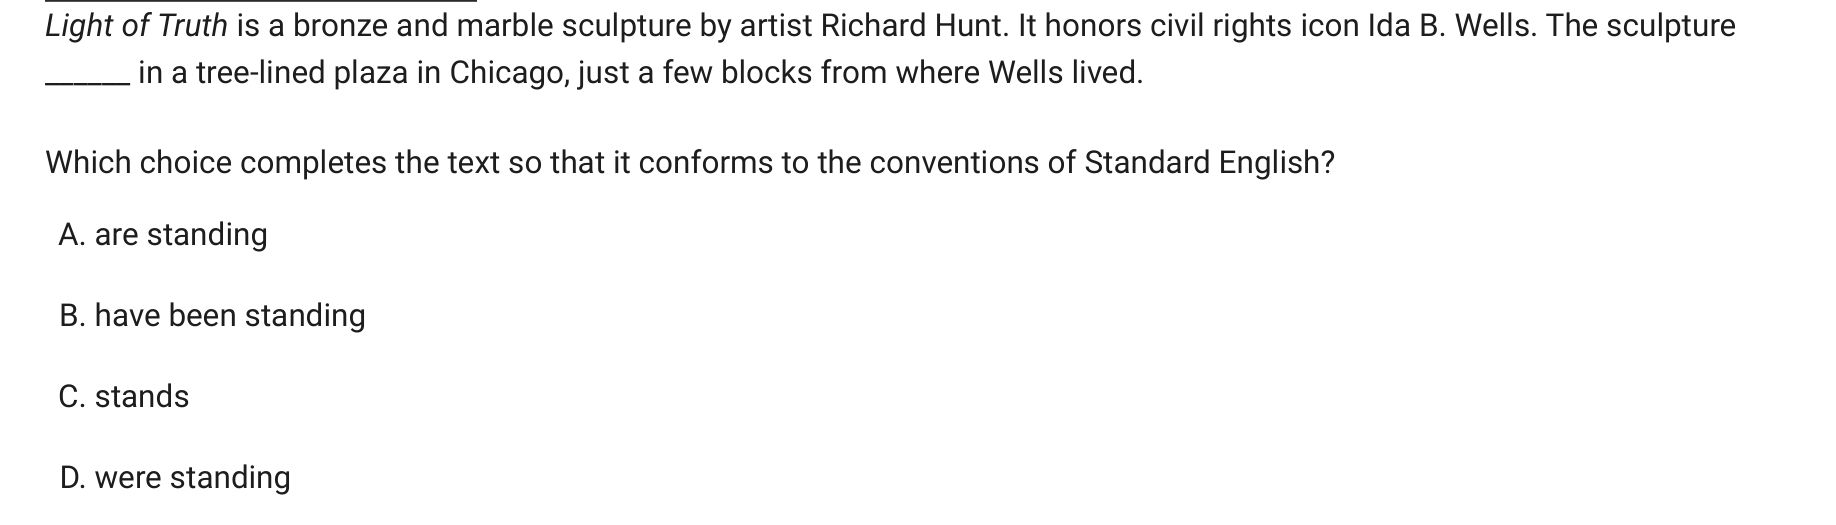 Light of Truth is a bronze and marble sculpture by artist Richard Hunt. It honors civil rights icon Ida B. Wells. The sculpture
______ in a tree-lined plaza in Chicago, just a few blocks from where Wells lived.
Which choice completes the text so that it conforms to the conventions of Standard English?
A. are standing
B. have been standing
C. stands
D. were standing